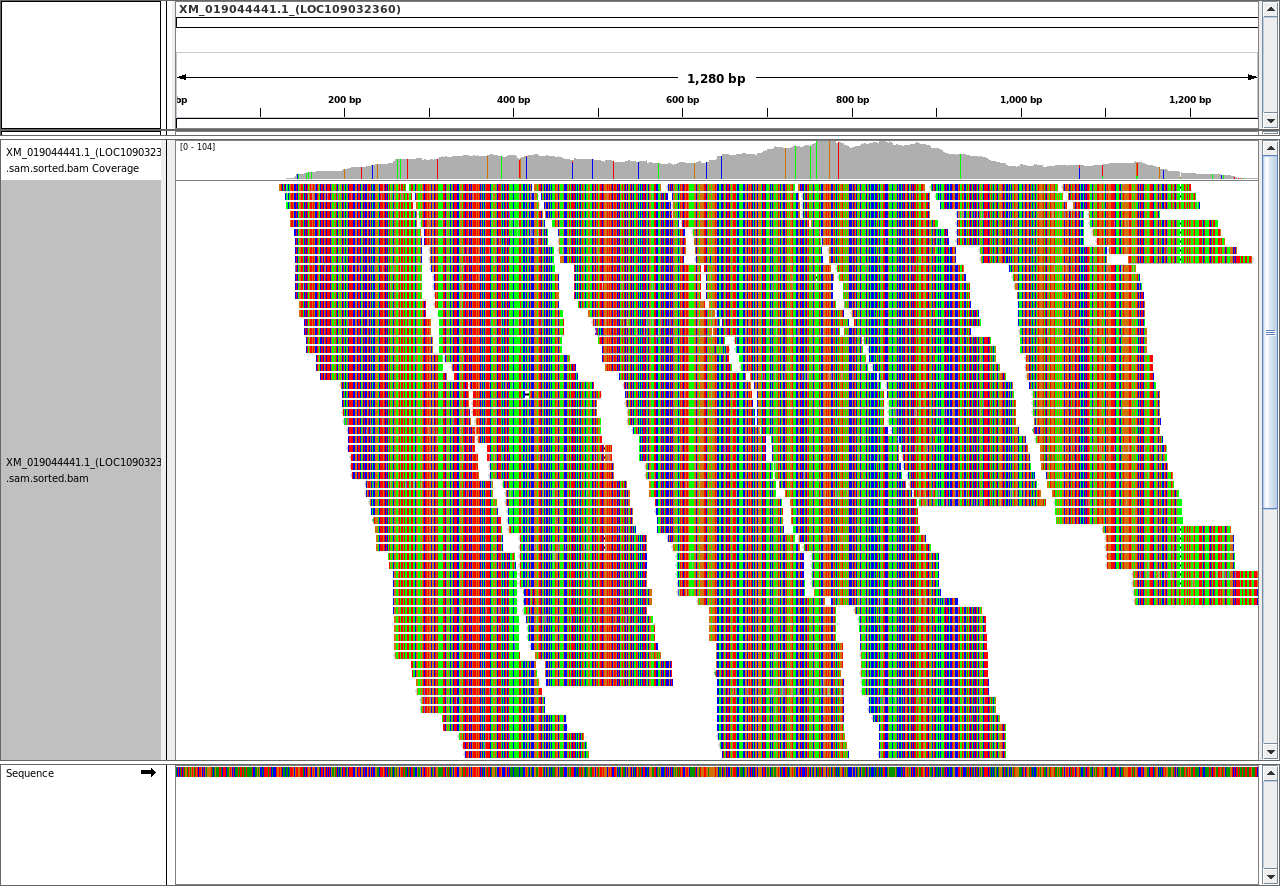 XM_019044441.1_(LOC109032360)
1,280 bp
bp 200 bp 400 bp 600 bp 800 bp 1,000 bp 1,200 bp
XM_019044441.1_(LOC1090323
.sam.sorted.bam Coverage
[0 - 104]
XM_019044441.1_(LOC1090323
.sam.sorted.bam
Sequence